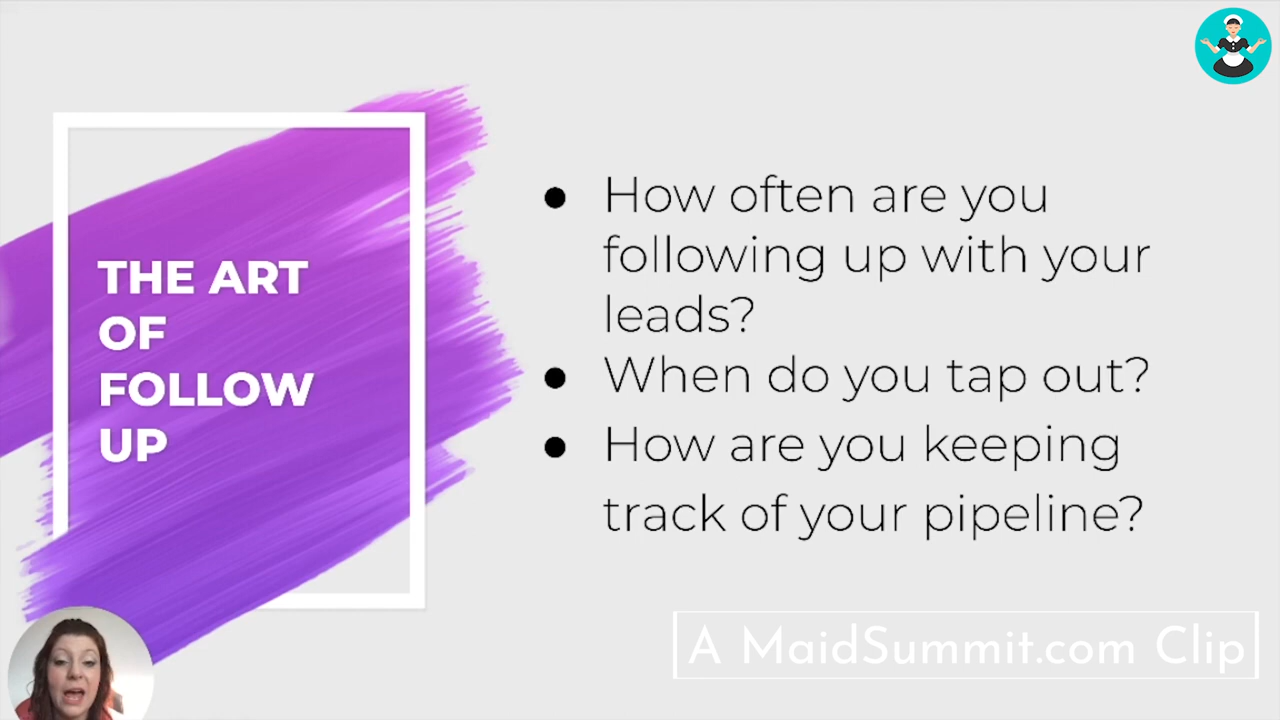 THE ART
OF
FOLLOW
UP
● How often are you
following up with your
leads?
● When do you tap out?
● How are you keeping
track of your pipeline?
A MaidSummit.com Clip